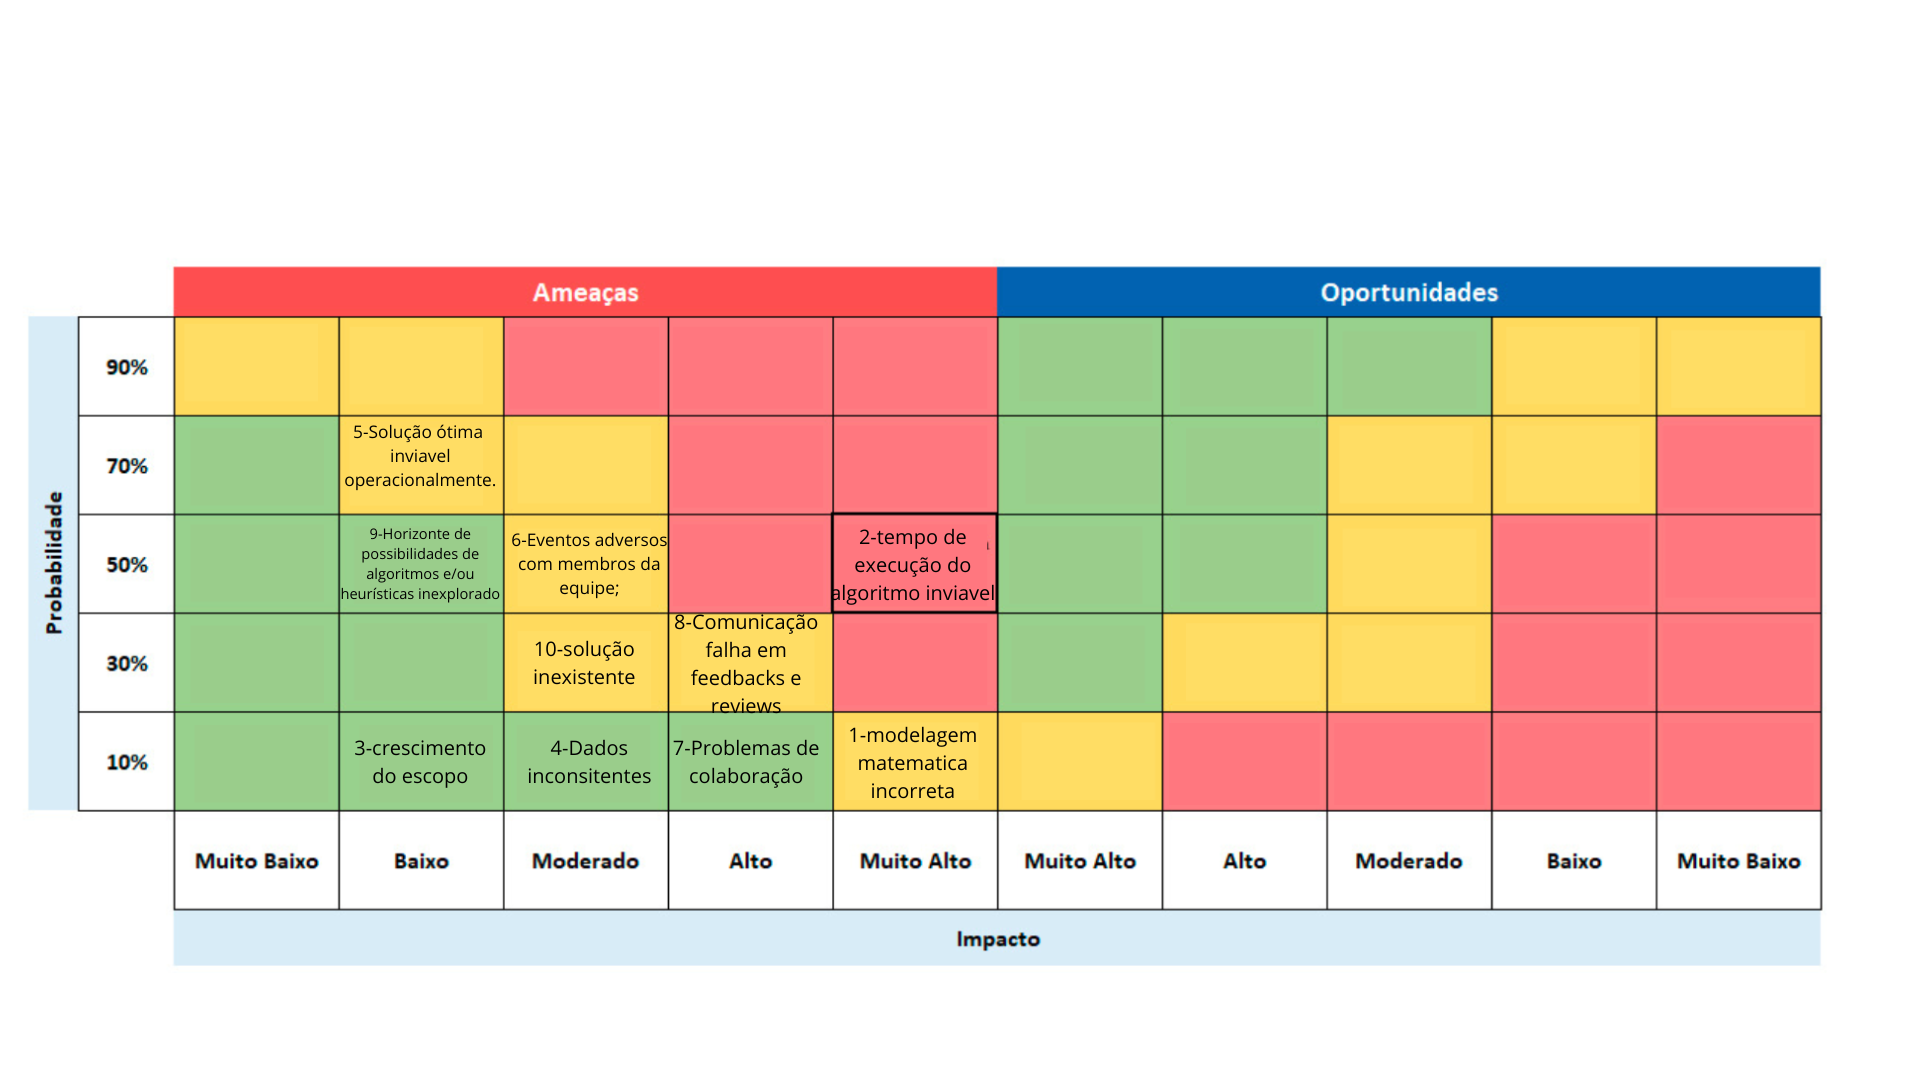 Ameaças
Oportunidades
Probabilidade
90%
70%
5-Solução ótima
inviavel
operacionalmente.
50%
9-Horizonte de
possibilidades de
algoritmos e/ou
heurísticas inexplorado
6-Eventos adversos
com membros da
equipe;
2-tempo de
execução do
algoritmo inviavel
30%
10-solução
inexistente
8-Comunicação
falha em
feedbacks e
reviews
10%
3-crescimento
do escopo
4-Dados
inconsitentes
7-Problemas de
colaboração
1-modelagem
matematica
incorreta
Muito Baixo
Baixo
Moderado
Alto
Muito Alto
Muito Alto
Alto
Moderado
Baixo
Muito Baixo
Impacto